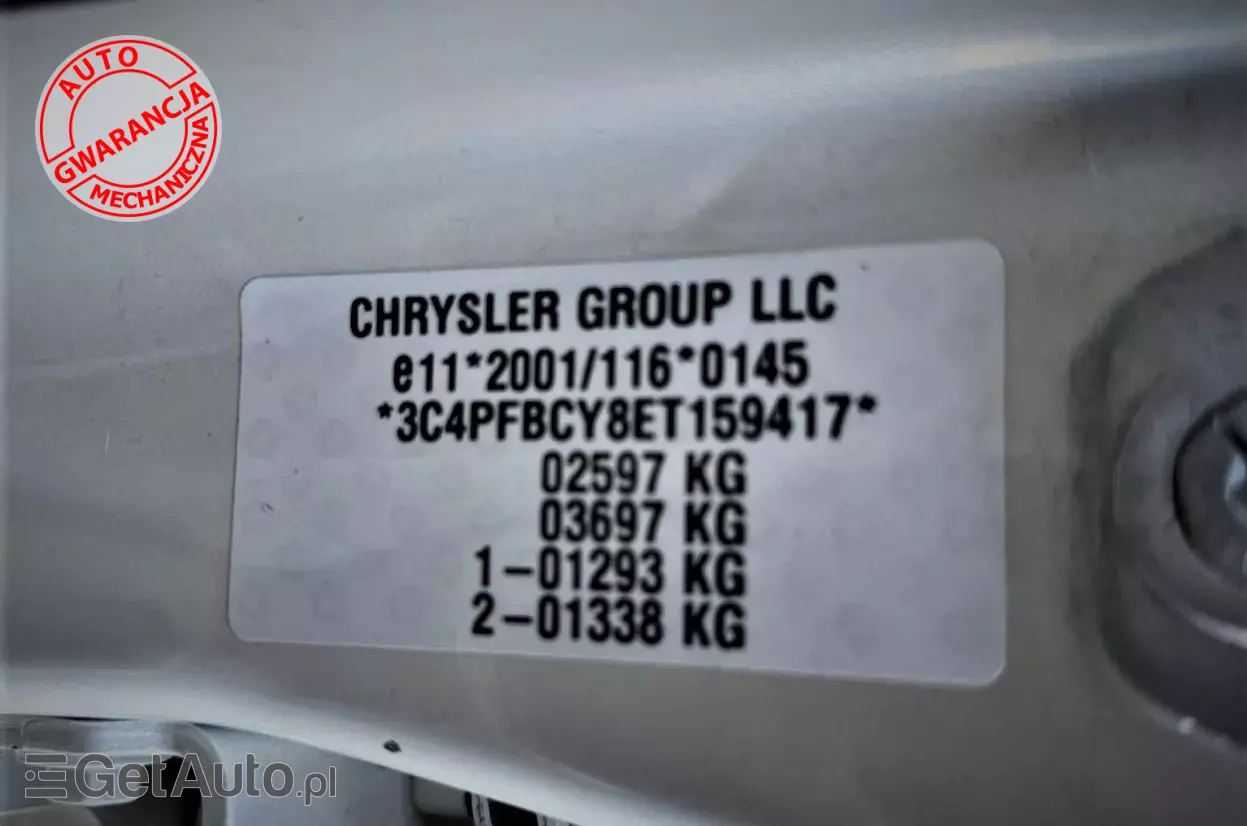 AUTO
GWARANCJA
MECHANICZNA
CHRYSLER GROUP LLC
e11*2001/116*0145
*3C4PFBCY8ET159417*
02597 KG
03697 KG
1-01293 KG
2-01338 KG
GetAuto.pl